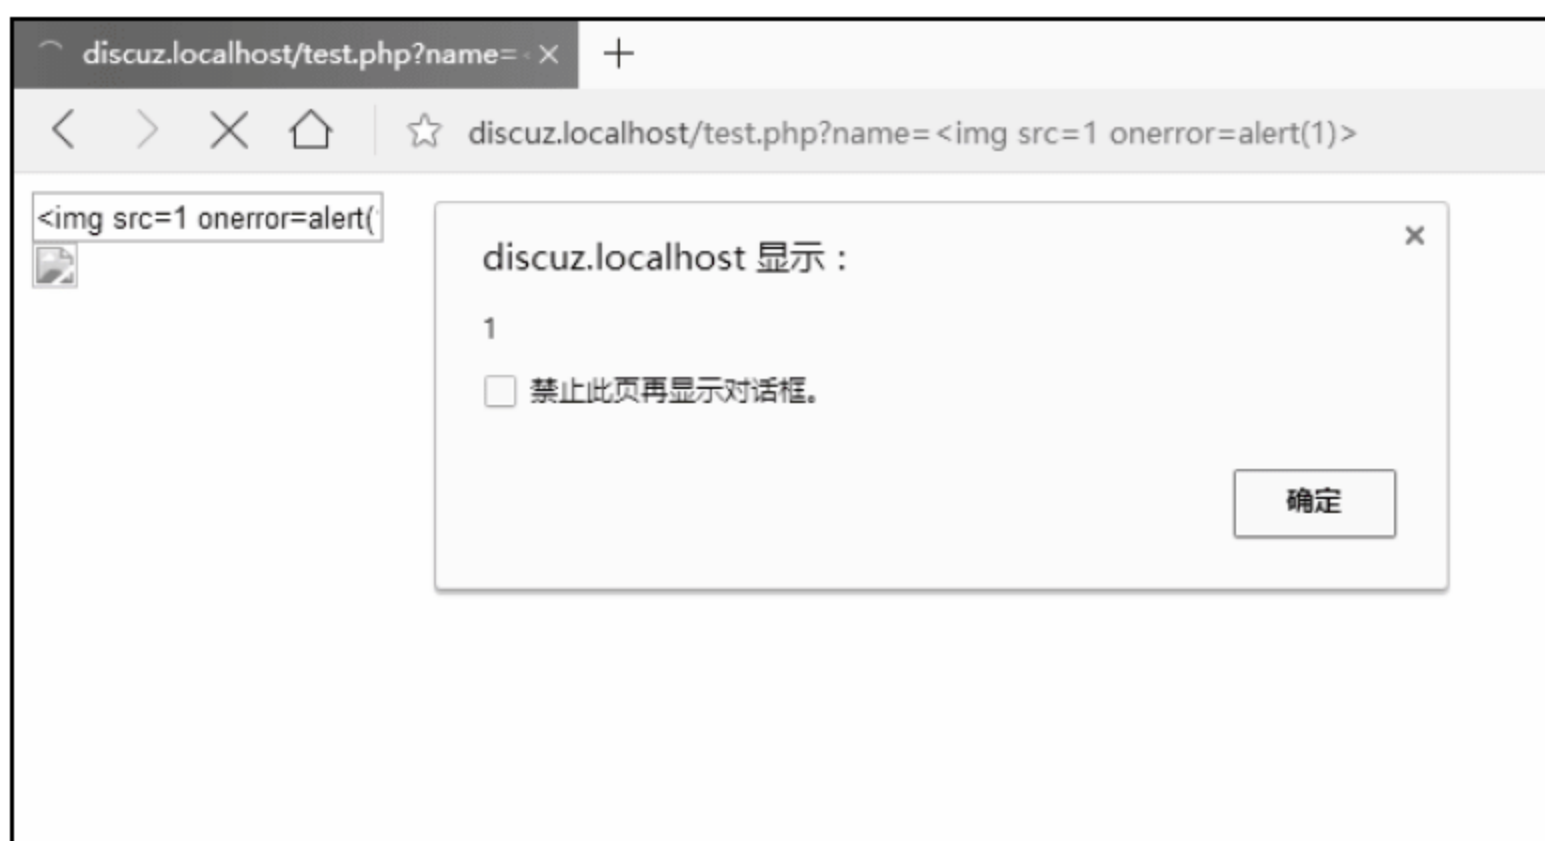 discuz.localhost/test.php?name=
discuz.localhost/test.php?name=<img src=1 onerror=alert(1)>
<img src=1 onerror=alert(
discuz.localhost 显示：
1
禁止此页再显示对话框。
确定